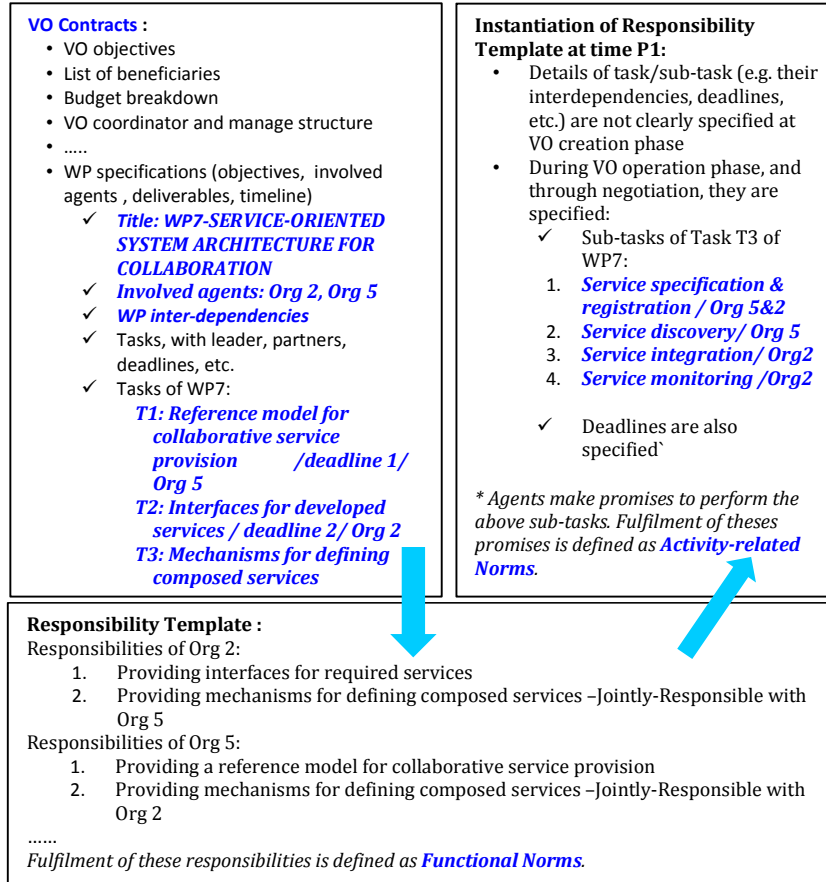 VO Contracts :
• VO objectives
• List of beneficiaries
• Budget breakdown
• VO coordinator and manage structure
• …..
• WP specifications (objectives, involved
agents , deliverables, timeline)
✓ Title: WP7-SERVICE-ORIENTED
SYSTEM ARCHITECTURE FOR
COLLABORATION
✓ Involved agents: Org 2, Org 5
✓ WP inter-dependencies
✓ Tasks, with leader, partners,
deadlines, etc.
✓ Tasks of WP7:
T1: Reference model for
collaborative service
provision /deadline 1/
Org 5
T2: Interfaces for developed
services / deadline 2/ Org 2
T3: Mechanisms for defining
composed services
Instantiation of Responsibility
Template at time P1:
• Details of task/sub-task (e.g. their
interdependencies, deadlines,
etc.) are not clearly specified at
VO creation phase
• During VO operation phase, and
through negotiation, they are
specified:
✓ Sub-tasks of Task T3 of
WP7:
1. Service specification &
registration / Org 5&2
2. Service discovery/ Org 5
3. Service integration/ Org2
4. Service monitoring /Org2
✓ Deadlines are also
specified`
* Agents make promises to perform the
above sub-tasks. Fulfilment of theses
promises is defined as Activity-related
Norms.
Responsibility Template :
Responsibilities of Org 2:
1. Providing interfaces for required services
2. Providing mechanisms for defining composed services –Jointly-Responsible with
Org 5
Responsibilities of Org 5:
1. Providing a reference model for collaborative service provision
2. Providing mechanisms for defining composed services –Jointly-Responsible with
Org 2
……
Fulfilment of these responsibilities is defined as Functional Norms.